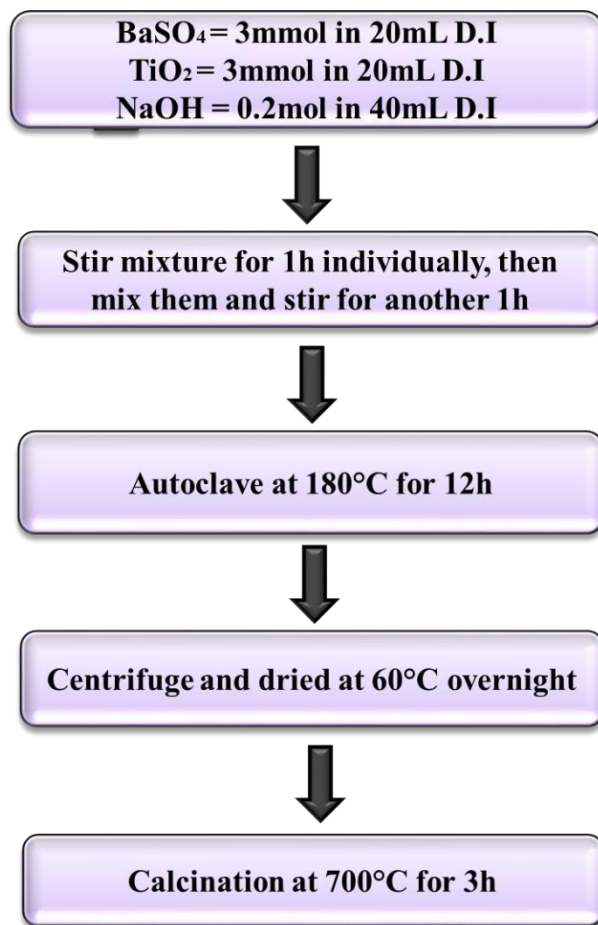 BaSO₄ = 3mmol in 20mL D.I
TiO₂ = 3mmol in 20mL D.I
NaOH = 0.2mol in 40mL D.I
Stir mixture for 1h individually, then
mix them and stir for another 1h
Autoclave at 180°C for 12h
Centrifuge and dried at 60°C overnight
Calcination at 700°C for 3h